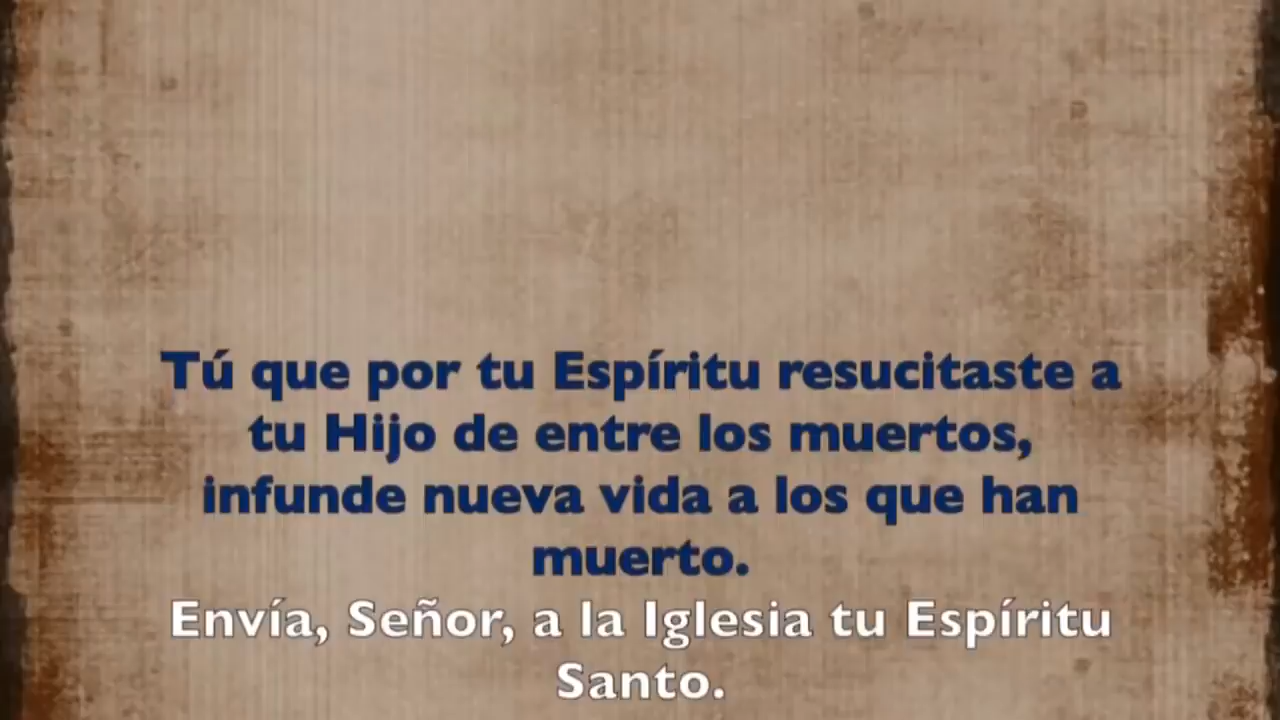 Tú que por tu Espíritu resucitaste a
tu Hijo de entre los muertos,
infunde nueva vida a los que han
muerto.
Envía, Señor, a la Iglesia tu Espíritu
Santo.